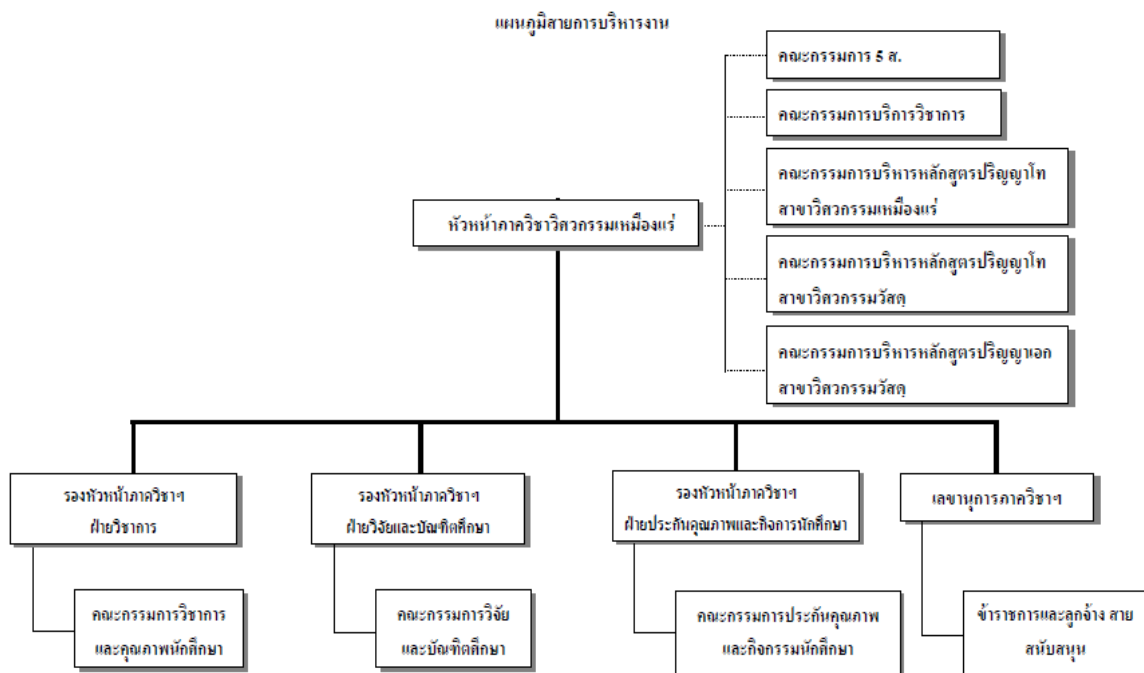 แผนภูมิสายการบริหารงาน
คณะกรรมการ 5 ส.
คณะกรรมการบริการวิชาการ
คณะกรรมการบริหารหลักสูตรปริญญาโท
สาขาวิศวกรรมเหมืองแร่
หัวหน้าภาควิชาวิศวกรรมเหมืองแร่
คณะกรรมการบริหารหลักสูตรปริญญาโท
สาขาวิศวกรรมวัสดุ
คณะกรรมการบริหารหลักสูตรปริญญาเอก
สาขาวิศวกรรมวัสดุ
รองหัวหน้าภาควิชาฯ
ฝ่ายวิชาการ
รองหัวหน้าภาควิชาฯ
ฝ่ายวิจัยและบัณฑิตศึกษา
รองหัวหน้าภาควิชาฯ
ฝ่ายประกันคุณภาพและกิจการนักศึกษา
เลขานุการภาควิชาฯ
คณะกรรมการวิชาการ
และคุณภาพนักศึกษา
คณะกรรมการวิจัย
และบัณฑิตศึกษา
คณะกรรมการประกันคุณภาพ
และกิจกรรมนักศึกษา
ข้าราชการและลูกจ้าง สาย
สนับสนุน